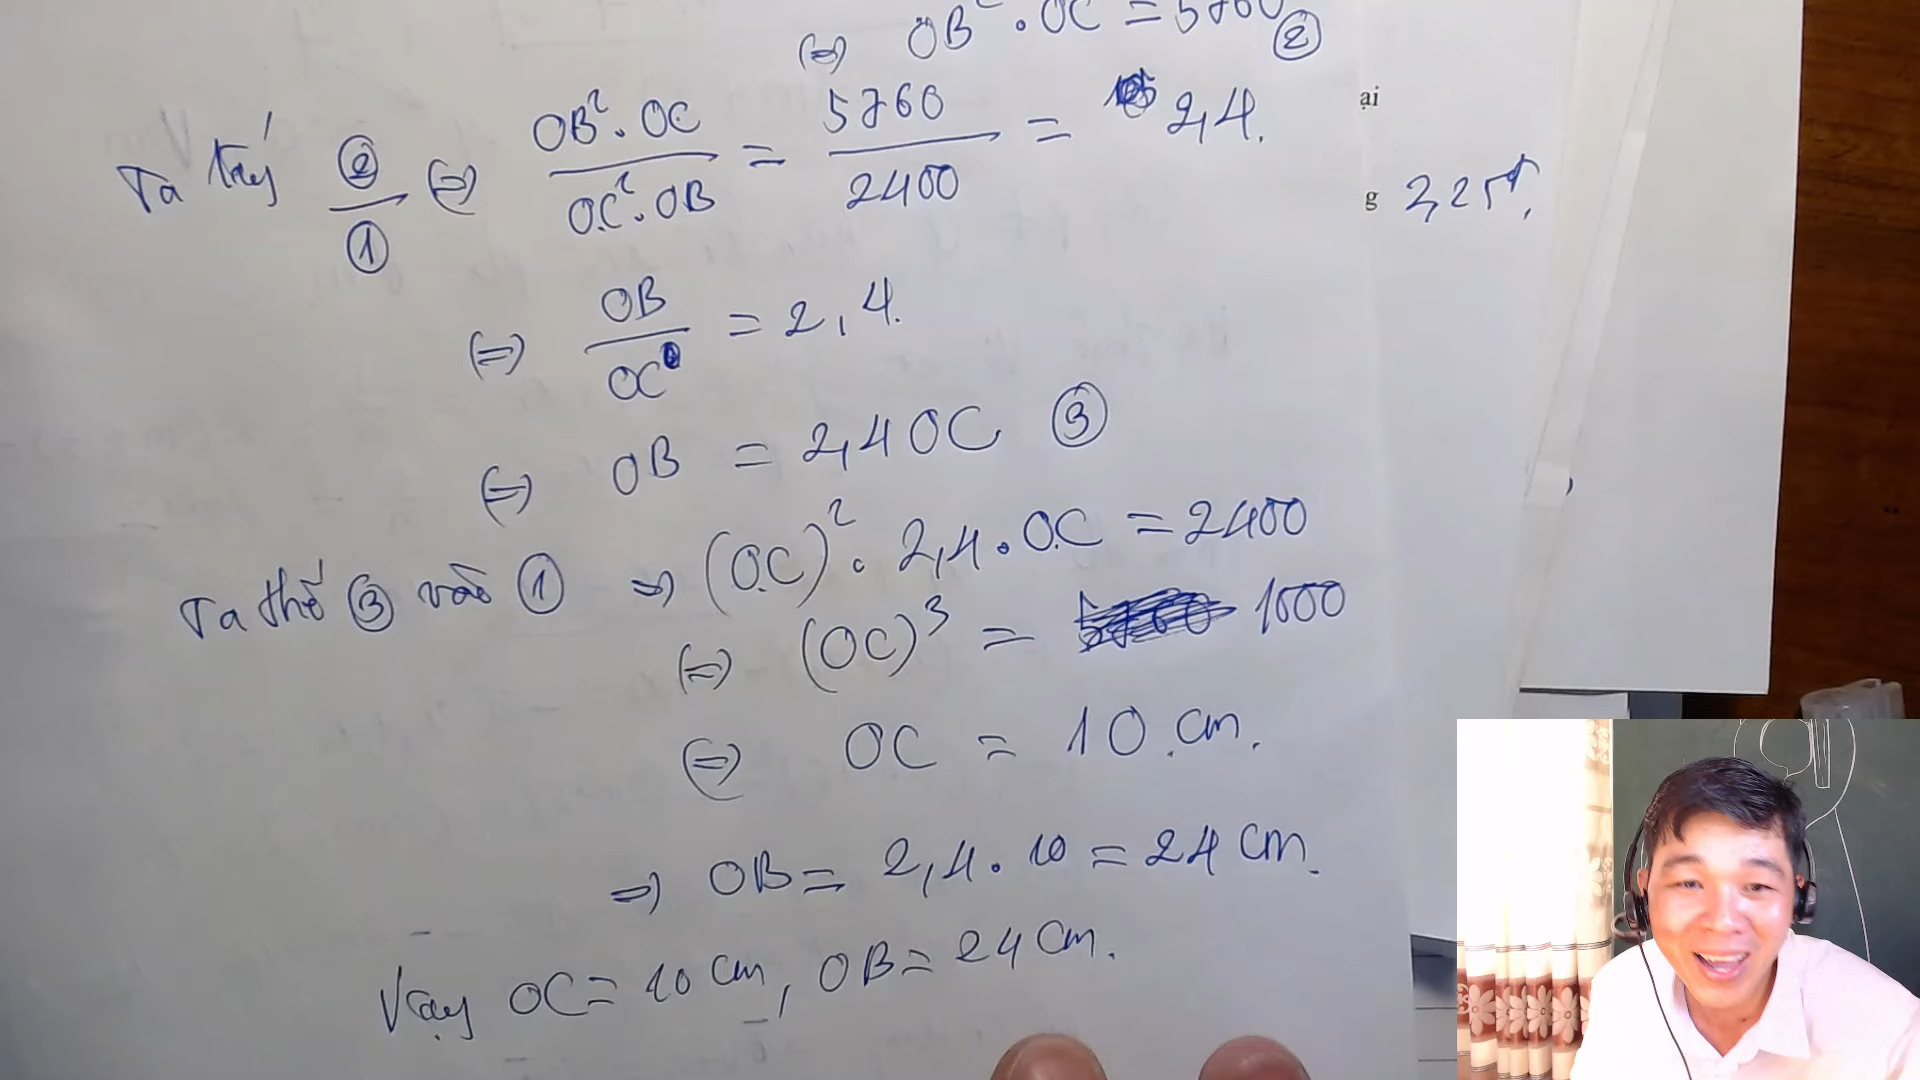 (=) OB² . OC = 5760 ②
Ta lấy ②/① (=) OB² . OC / OC² . OB = 5760 / 2400 = 2,4.
ại
g
(=) OB / OC = 2,4.
(=) OB = 2,4 OC ③
Ta thế ③ vào ① => (OC)² . 2,4 . OC = 2400
(=) (OC)³ = 1000
(=) OC = 10 cm.
=> OB = 2,4 . 10 = 24 cm.
Vậy OC = 10 cm, OB = 24 cm.